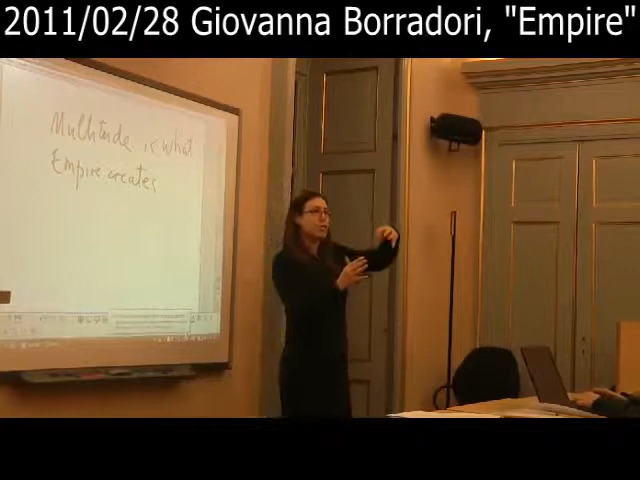 2011/02/28 Giovanna Borradori, "Empire"
Multitude is what
Empire creates